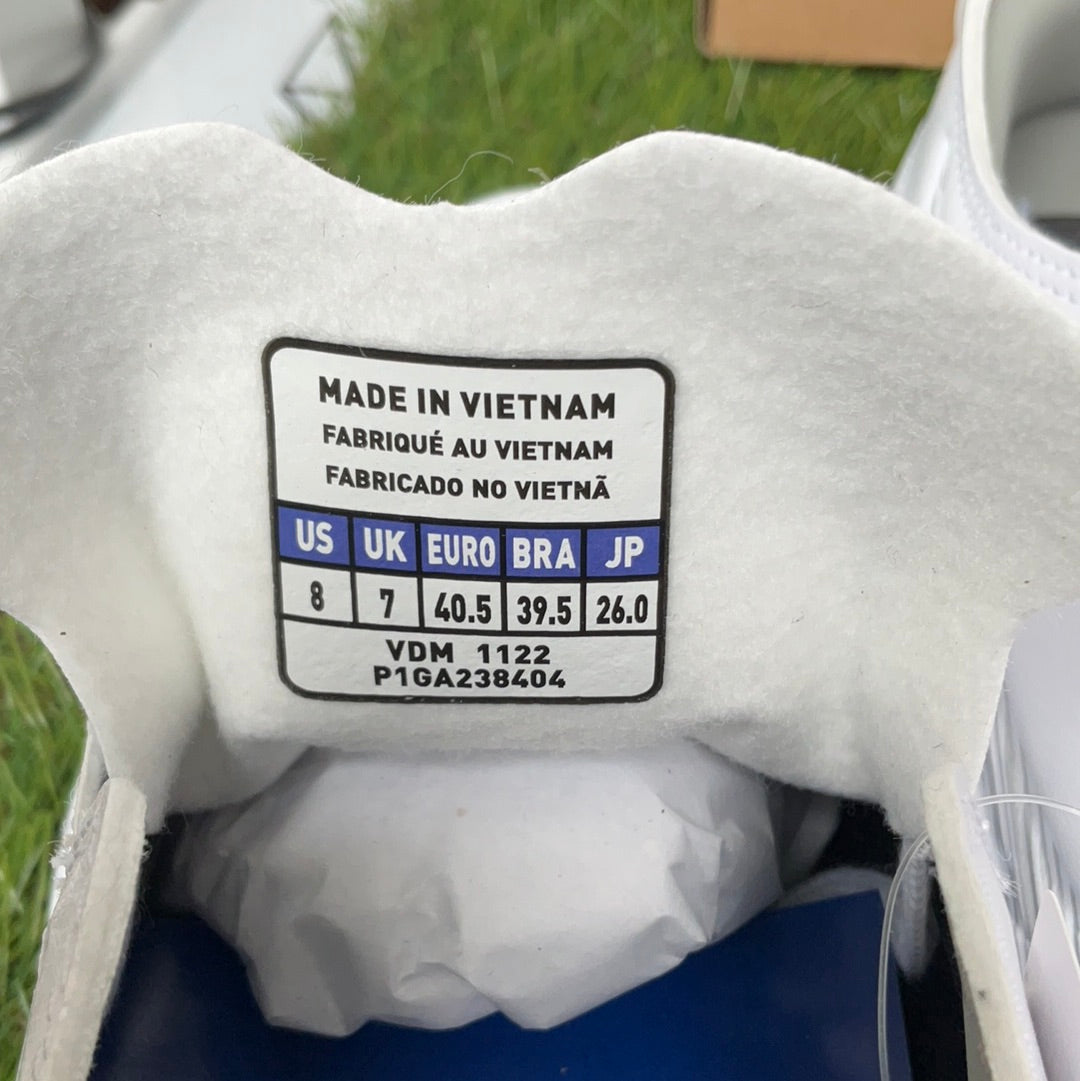 MADE IN VIETNAM
FABRIQUÉ AU VIETNAM
FABRICADO NO VIETNÃ
US UK EURO BRA JP
8 7 40.5 39.5 26.0
VDM 1122
P1GA238404